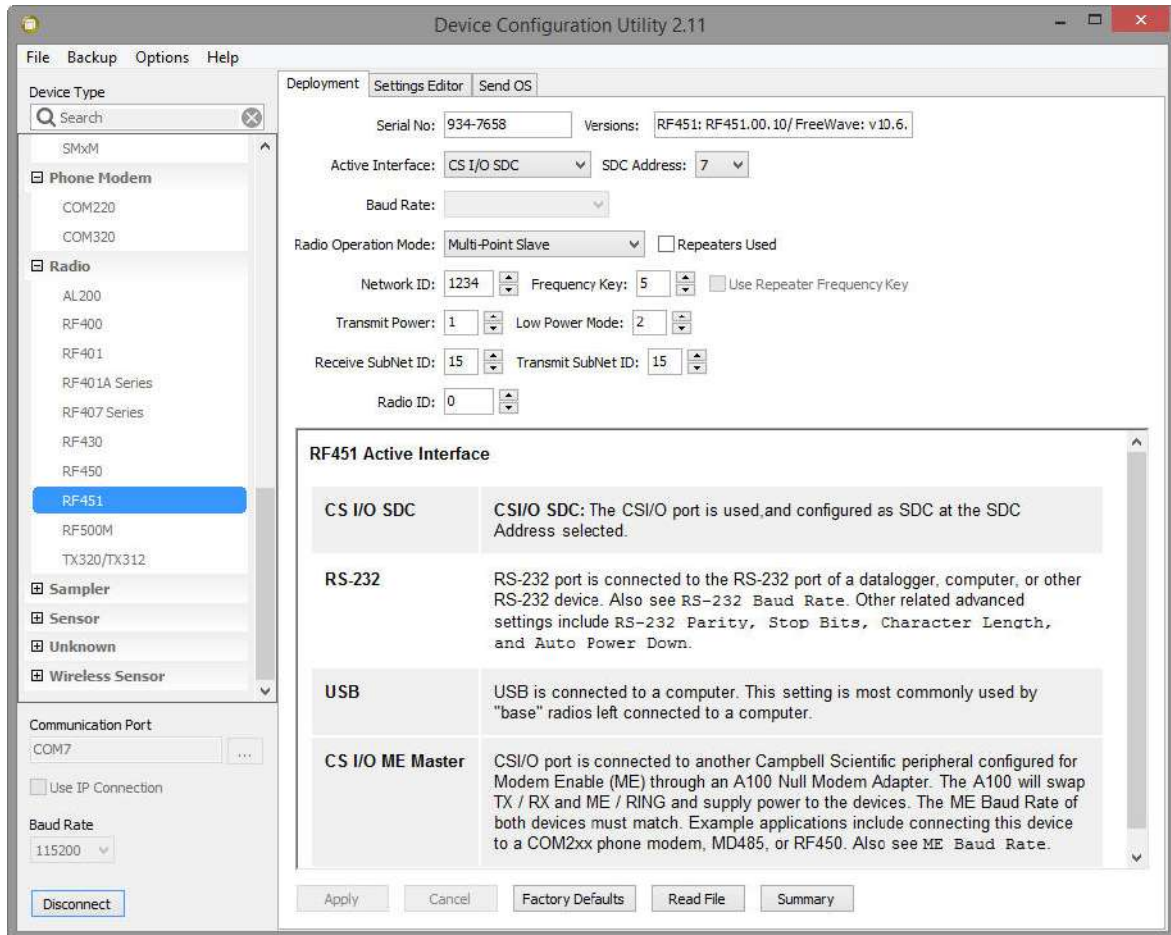 Device Configuration Utility 2.11
File Backup Options Help
Device Type
Search
SMxM
Phone Modem
COM220
COM320
Radio
AL200
RF400
RF401
RF401A Series
RF407 Series
RF430
RF450
RF451
RF500M
TX320/TX312
Sampler
Sensor
Unknown
Wireless Sensor
Communication Port
COM7
...
Use IP Connection
Baud Rate
115200
Disconnect
Deployment Settings Editor Send OS
Serial No: 934-7658 Versions: RF451: RF451.00.10/ FreeWave: v10.6.
Active Interface: CS I/O SDC SDC Address: 7
Baud Rate:
Radio Operation Mode: Multi-Point Slave Repeaters Used
Network ID: 1234 Frequency Key: 5 Use Repeater Frequency Key
Transmit Power: 1 Low Power Mode: 2
Receive SubNet ID: 15 Transmit SubNet ID: 15
Radio ID: 0
RF451 Active Interface
CS I/O SDC
CSI/O SDC: The CSI/O port is used,and configured as SDC at the SDC
Address selected.
RS-232
RS-232 port is connected to the RS-232 port of a datalogger, computer, or other
RS-232 device. Also see RS-232 Baud Rate. Other related advanced
settings include RS-232 Parity, Stop Bits, Character Length,
and Auto Power Down.
USB
USB is connected to a computer. This setting is most commonly used by
"base" radios left connected to a computer.
CS I/O ME Master
CSI/O port is connected to another Campbell Scientific peripheral configured for
Modem Enable (ME) through an A100 Null Modem Adapter. The A100 will swap
TX / RX and ME / RING and supply power to the devices. The ME Baud Rate of
both devices must match. Example applications include connecting this device
to a COM2xx phone modem, MD485, or RF450. Also see ME Baud Rate.
Apply Cancel Factory Defaults Read File Summary